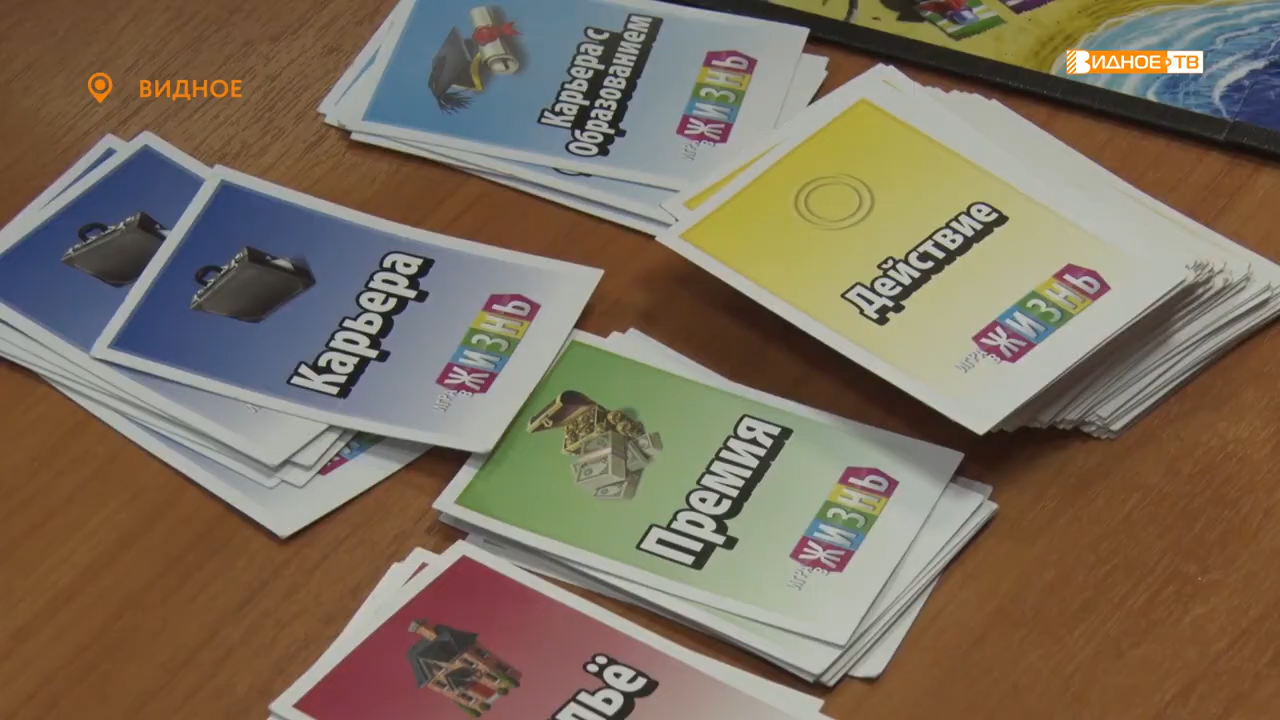 ВИДНОЕ
ВИДНОЕ ТВ
Карьера с
Образованием
ИГРА
В
ЖИЗНЬ
Действие
ИГРА
В
ЖИЗНЬ
Карьера
ИГРА
В
ЖИЗНЬ
Премия
ИГРА
В
ЖИЗНЬ